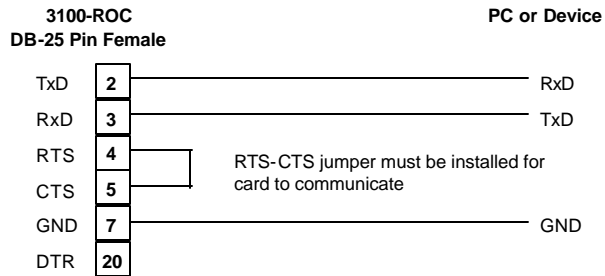 3100-ROC
DB-25 Pin Female
PC or Device
TxD 2 RxD
RxD 3 TxD
RTS 4
RTS-CTS jumper must be installed for
card to communicate
CTS 5
GND 7 GND
DTR 20